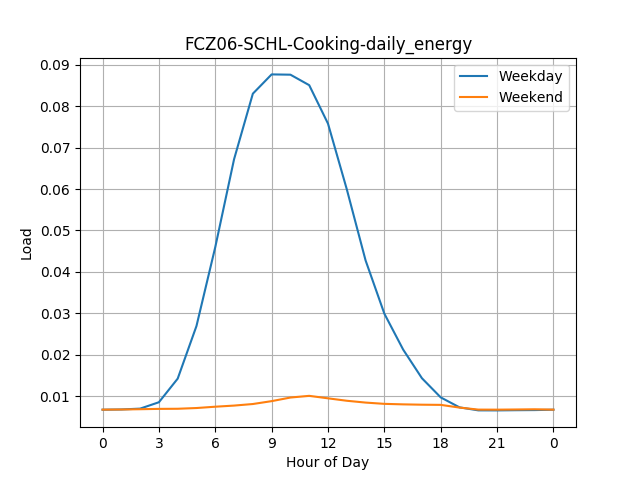 FCZ06-SCHL-Cooking-daily_energy
Weekday
Weekend
Load
0.09
0.08
0.07
0.06
0.05
0.04
0.03
0.02
0.01
0 3 6 9 12 15 18 21 0
Hour of Day